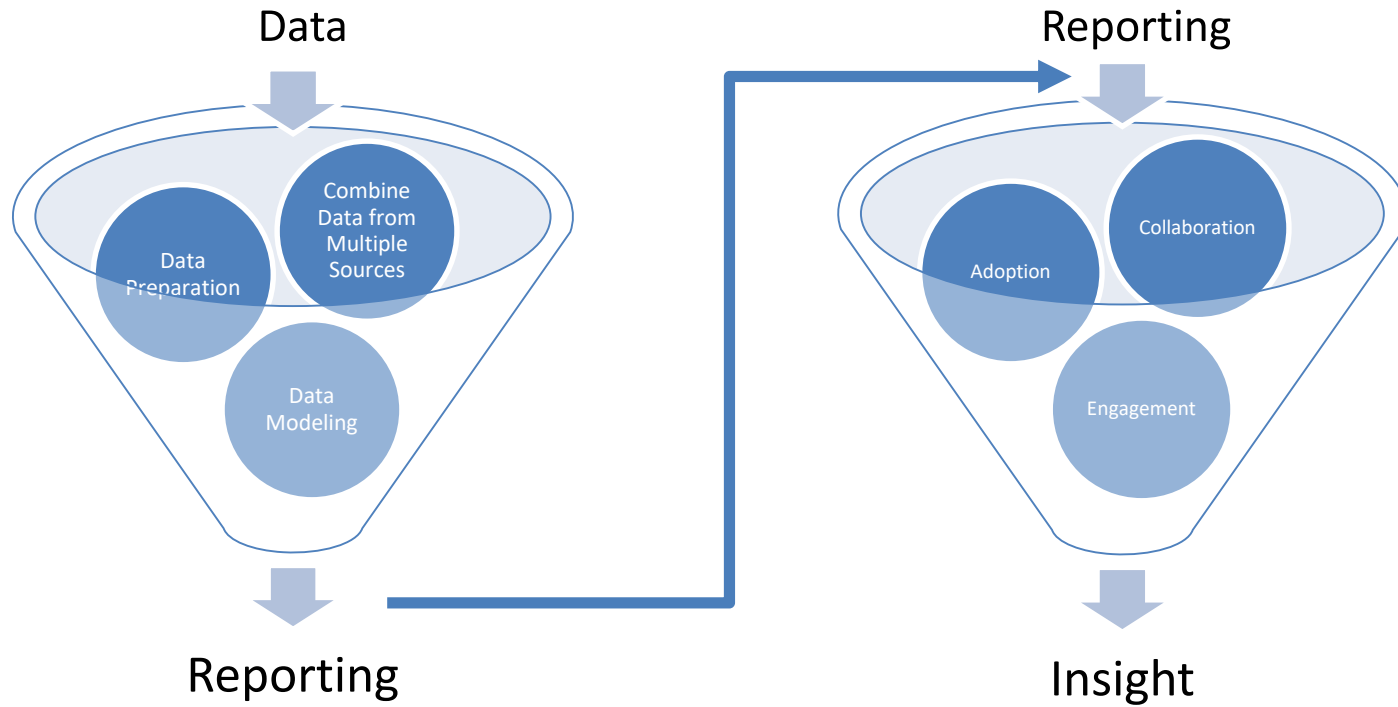 Data
Combine
Data from
Multiple
Sources
Data
Preparation
Data
Modeling
Reporting
Reporting
Collaboration
Adoption
Engagement
Insight